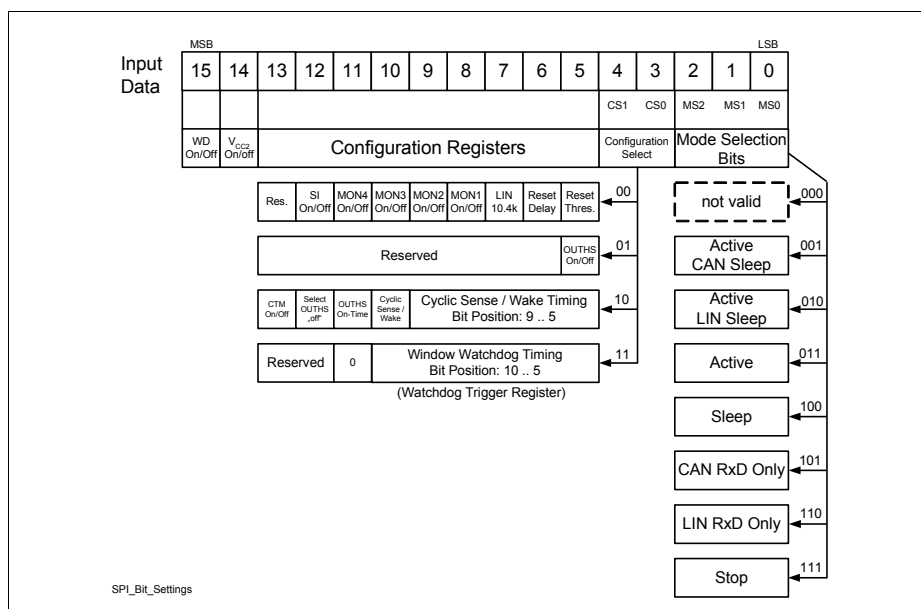 MSB LSB
Input
Data
15 14 13 12 11 10 9 8 7 6 5 4 3 2 1 0
CS1 CS0 MS2 MS1 MS0
WD
On/Off
VCC2
On/off
Configuration Registers
Configuration
Select
Mode Selection
Bits
Res.
SI
On/Off
MON4
On/Off
MON3
On/Off
MON2
On/Off
MON1
On/Off
LIN
10.4k
Reset
Delay
Reset
Thres.
00
Reserved
OUTHS
On/Off
01
CTM
On/Off
Select
OUTHS
„off“
OUTHS
On-Time
Cyclic
Sense /
Wake
Cyclic Sense / Wake Timing
Bit Position: 9 .. 5
10
Reserved
0
Window Watchdog Timing
Bit Position: 10 .. 5
11
(Watchdog Trigger Register)
not valid
000
Active
CAN Sleep
001
Active
LIN Sleep
010
Active
011
Sleep
100
CAN RxD Only
101
LIN RxD Only
110
Stop
111
SPI_Bit_Settings